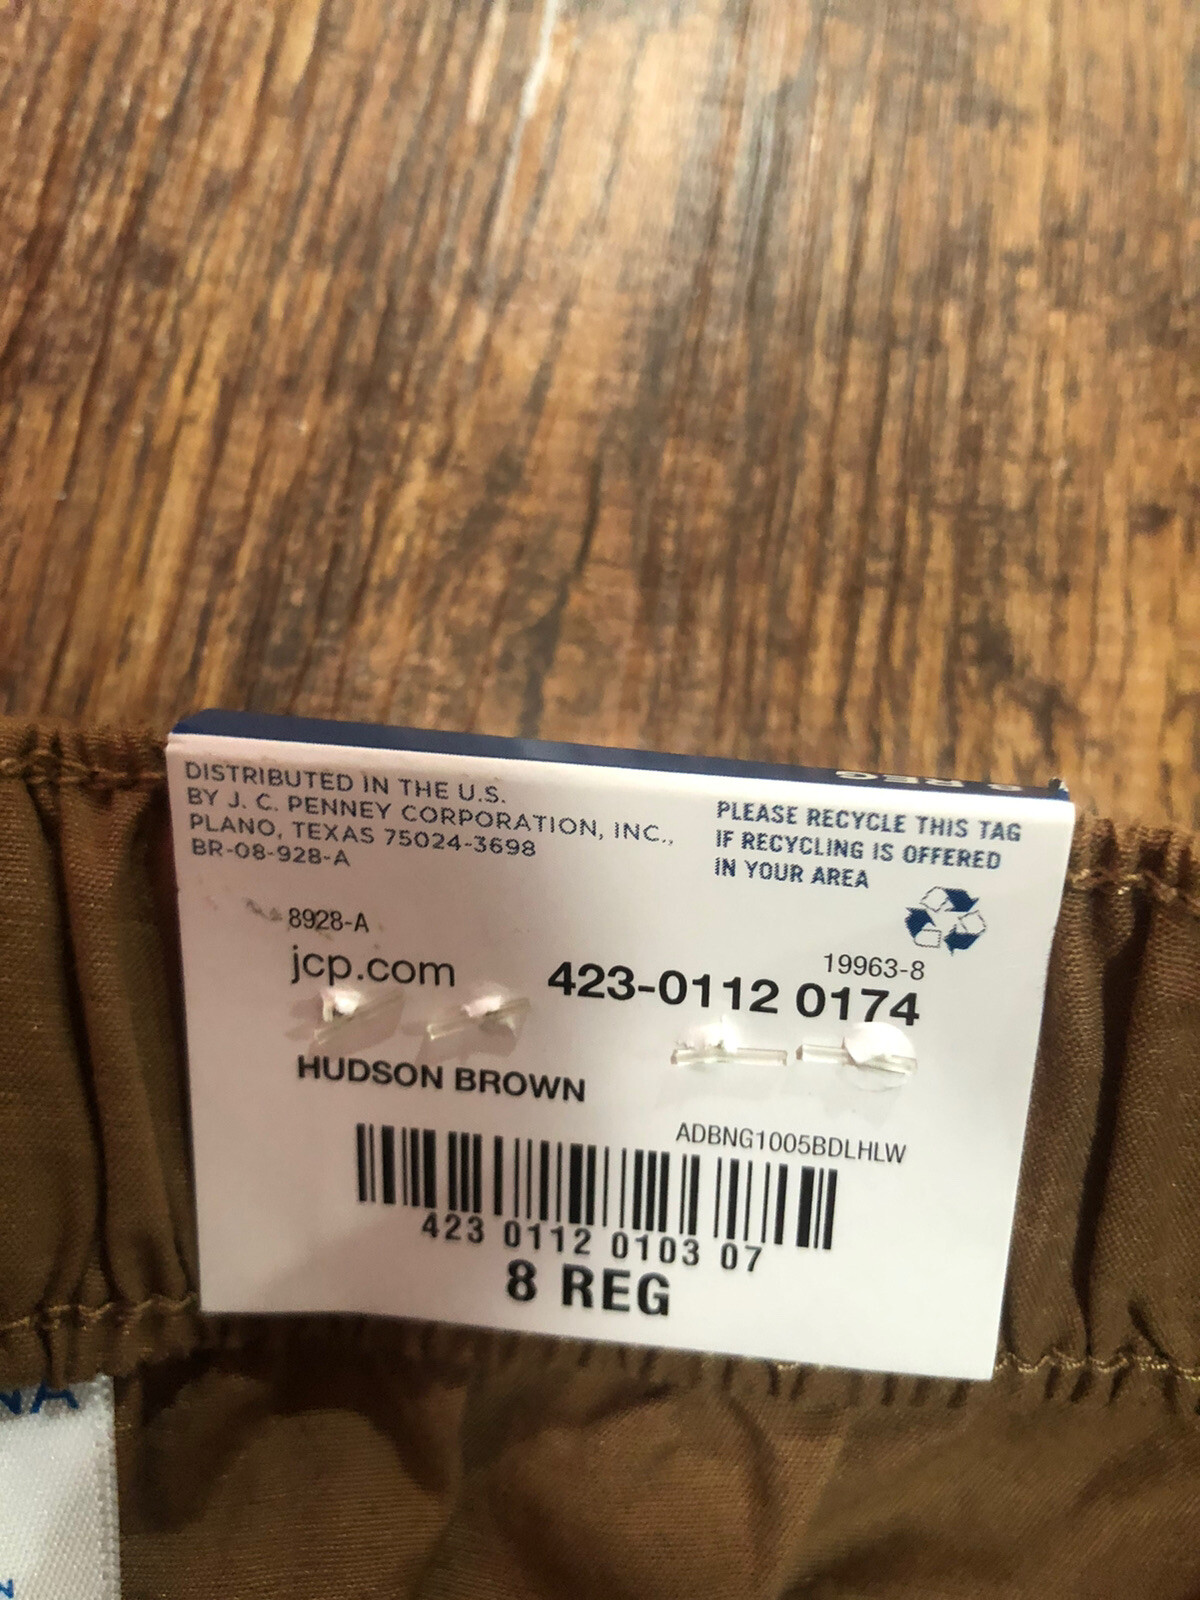 DISTRIBUTED IN THE U.S.
BY J. C. PENNEY CORPORATION, INC.,
PLANO, TEXAS 75024-3698
BR-08-928-A
PLEASE RECYCLE THIS TAG
IF RECYCLING IS OFFERED
IN YOUR AREA
8928-A
jcp.com
19963-8
423-0112 0174
HUDSON BROWN
ADBNG1005BDLHLW
423 0112 0103 07
8 REG